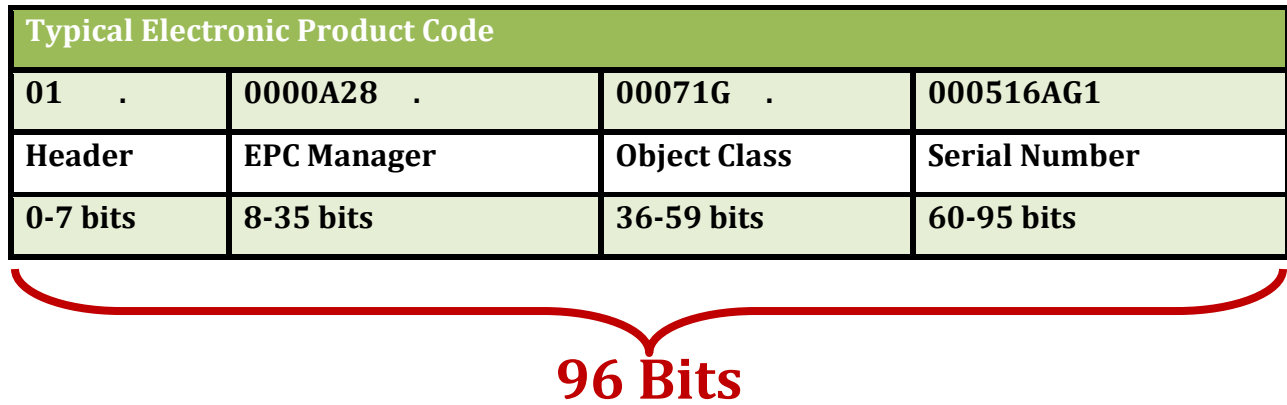 Typical Electronic Product Code
01 . 0000A28 . 00071G . 000516AG1
Header EPC Manager Object Class Serial Number
0-7 bits 8-35 bits 36-59 bits 60-95 bits
96 Bits